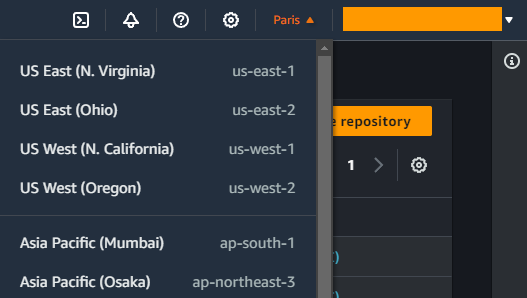 Paris
US East (N. Virginia) us-east-1
US East (Ohio) us-east-2
repository
US West (N. California) us-west-1
1
US West (Oregon) us-west-2
Asia Pacific (Mumbai) ap-south-1
Asia Pacific (Osaka) ap-northeast-3